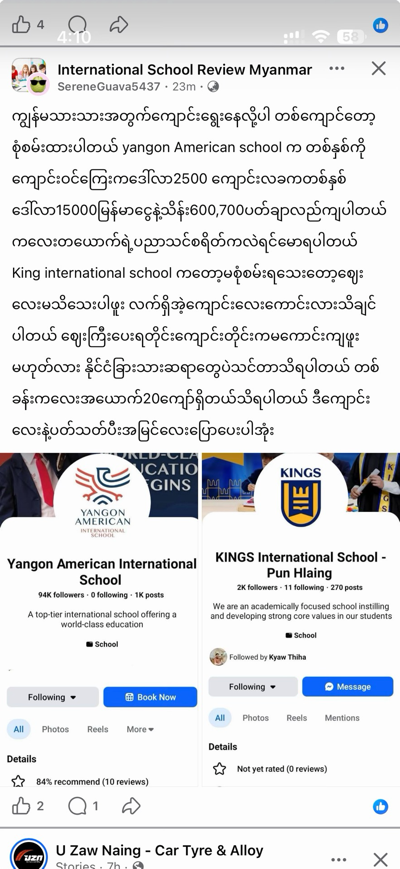 4
4:10
58
International School Review Myanmar
SereneGuava5437 · 23m ·
ကျွန်မသားသားအတွက်ကျောင်းရွေးနေလို့ပါ တစ်ကျောင်တော့
စုံစမ်းထားပါတယ် yangon American school က တစ်နှစ်ကို
ကျောင်းဝင်ကြေးကဒေါ်လာ2500 ကျောင်းလခကတစ်နှစ်
ဒေါ်လာ15000မြန်မာငွေနဲ့သိန်း600,700ပတ်ချာလည်ကျပါတယ်
ကလေးတယောက်ရဲ့ပညာသင်စရိတ်ကလဲရင်မောရပါတယ်
King international school ကတော့မစုံစမ်းရသေးတော့ဈေး
လေးမသိသေးပါဖူး လက်ရှိအဲ့ကျောင်းလေးကောင်းလားသိချင်
ပါတယ် ဈေးကြီးပေးရတိုင်းကျောင်းတိုင်းကမကောင်းကျဖူး
မဟုတ်လား နိုင်ငံခြားသားဆရာတွေပဲသင်တာသိရပါတယ် တစ်
ခန်းကလေးအယောက်20ကျော်ရှိတယ်သိရပါတယ် ဒီကျောင်း
လေးနဲ့ပတ်သတ်ပီးအမြင်လေးပြောပေးပါအုံး
WORLD-CLA
UCATIO
EGINS
YANGON
AMERICAN
INTERNATIONAL
SCHOOL
Yangon American International
School
94K followers · 0 following · 1K posts
A top-tier international school offering a
world-class education
School
Following
Book Now
All Photos Reels More
Details
84% recommend (10 reviews)
KINGS
KINGS
KINGS International School -
Pun Hlaing
2K followers · 11 following · 270 posts
We are an academically focused school instilling
and developing strong core values in our students
School
Followed by Kyaw Thiha
Following
Message
All Photos Reels Mentions
Details
Not yet rated (0 reviews)
2 1
U Zaw Naing - Car Tyre & Alloy
Stories · 7h ·
uzn